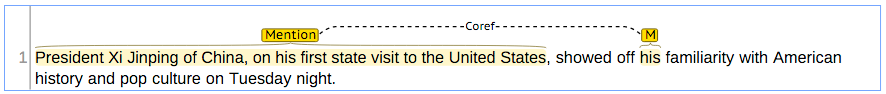 Mention Coref M
1 President Xi Jinping of China, on his first state visit to the United States, showed off his familiarity with American
history and pop culture on Tuesday night.